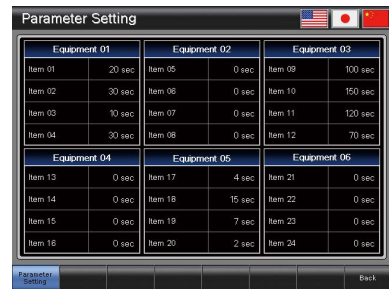 Parameter Setting
Equipment 01 Equipment 02 Equipment 03
Item 01 20 sec Item 05 0 sec Item 09 100 sec
Item 02 30 sec Item 06 0 sec Item 10 150 sec
Item 03 10 sec Item 07 0 sec Item 11 120 sec
Item 04 30 sec Item 08 0 sec Item 12 70 sec
Equipment 04 Equipment 05 Equipment 06
Item 13 0 sec Item 17 4 sec Item 21 0 sec
Item 14 0 sec Item 18 15 sec Item 22 0 sec
Item 15 0 sec Item 19 7 sec Item 23 0 sec
Item 16 0 sec Item 20 2 sec Item 24 0 sec
Parameter
Setting
Back